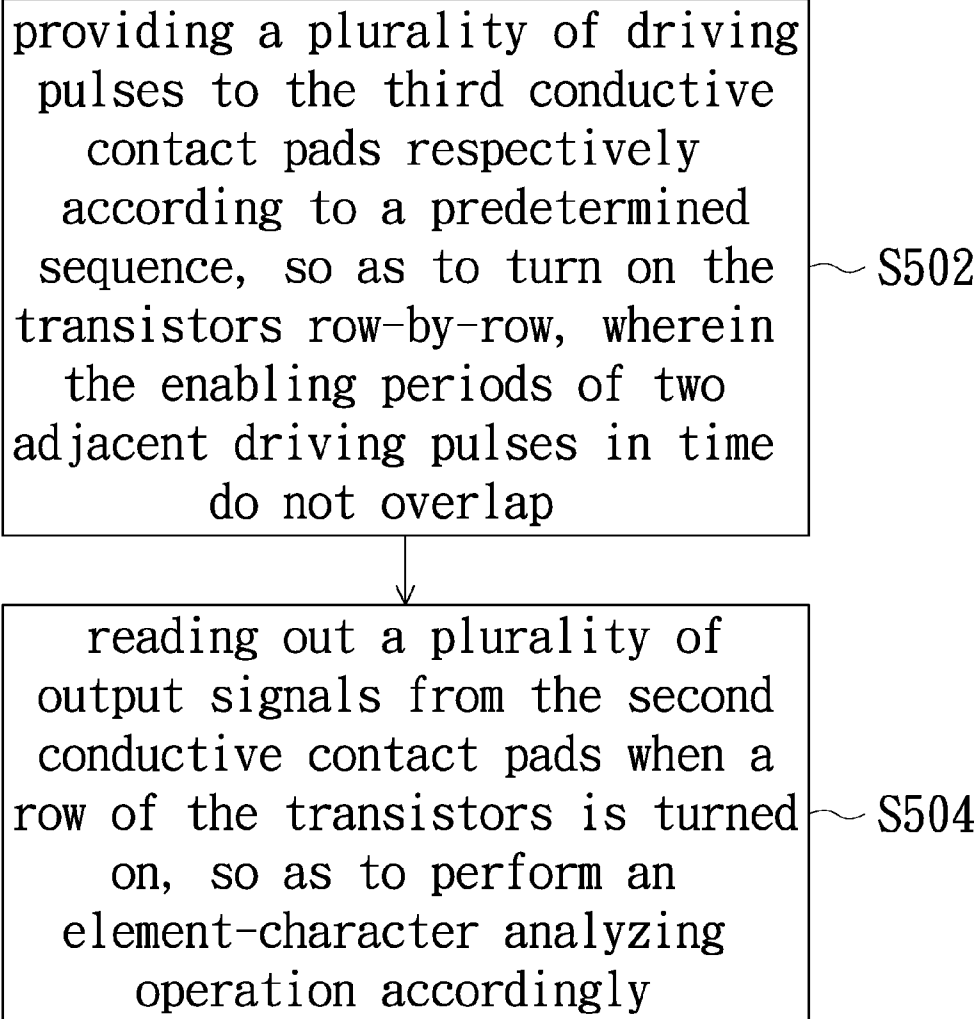 providing a plurality of driving
pulses to the third conductive
contact pads respectively
according to a predetermined
sequence, so as to turn on the
transistors row-by-row, wherein
the enabling periods of two
adjacent driving pulses in time
do not overlap
S502
reading out a plurality of
output signals from the second
conductive contact pads when a
row of the transistors is turned
on, so as to perform an
element-character analyzing
operation accordingly
S504